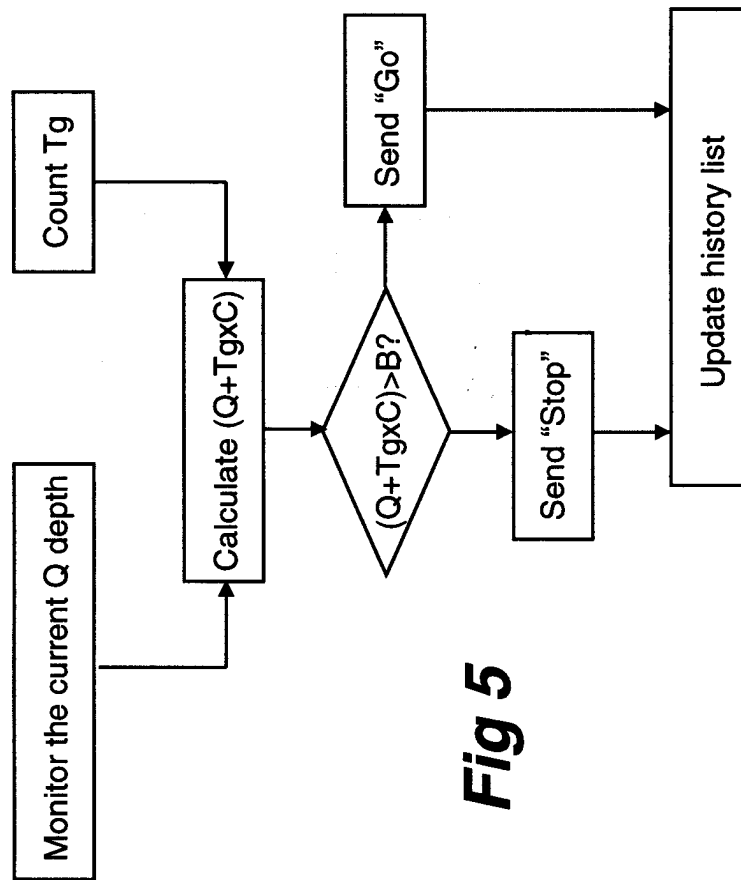 Monitor the current Q depth
Count Tg
Calculate (Q+TgxC)
(Q+TgxC)>B?
Send “Go”
Send “Stop”
Update history list
Fig 5